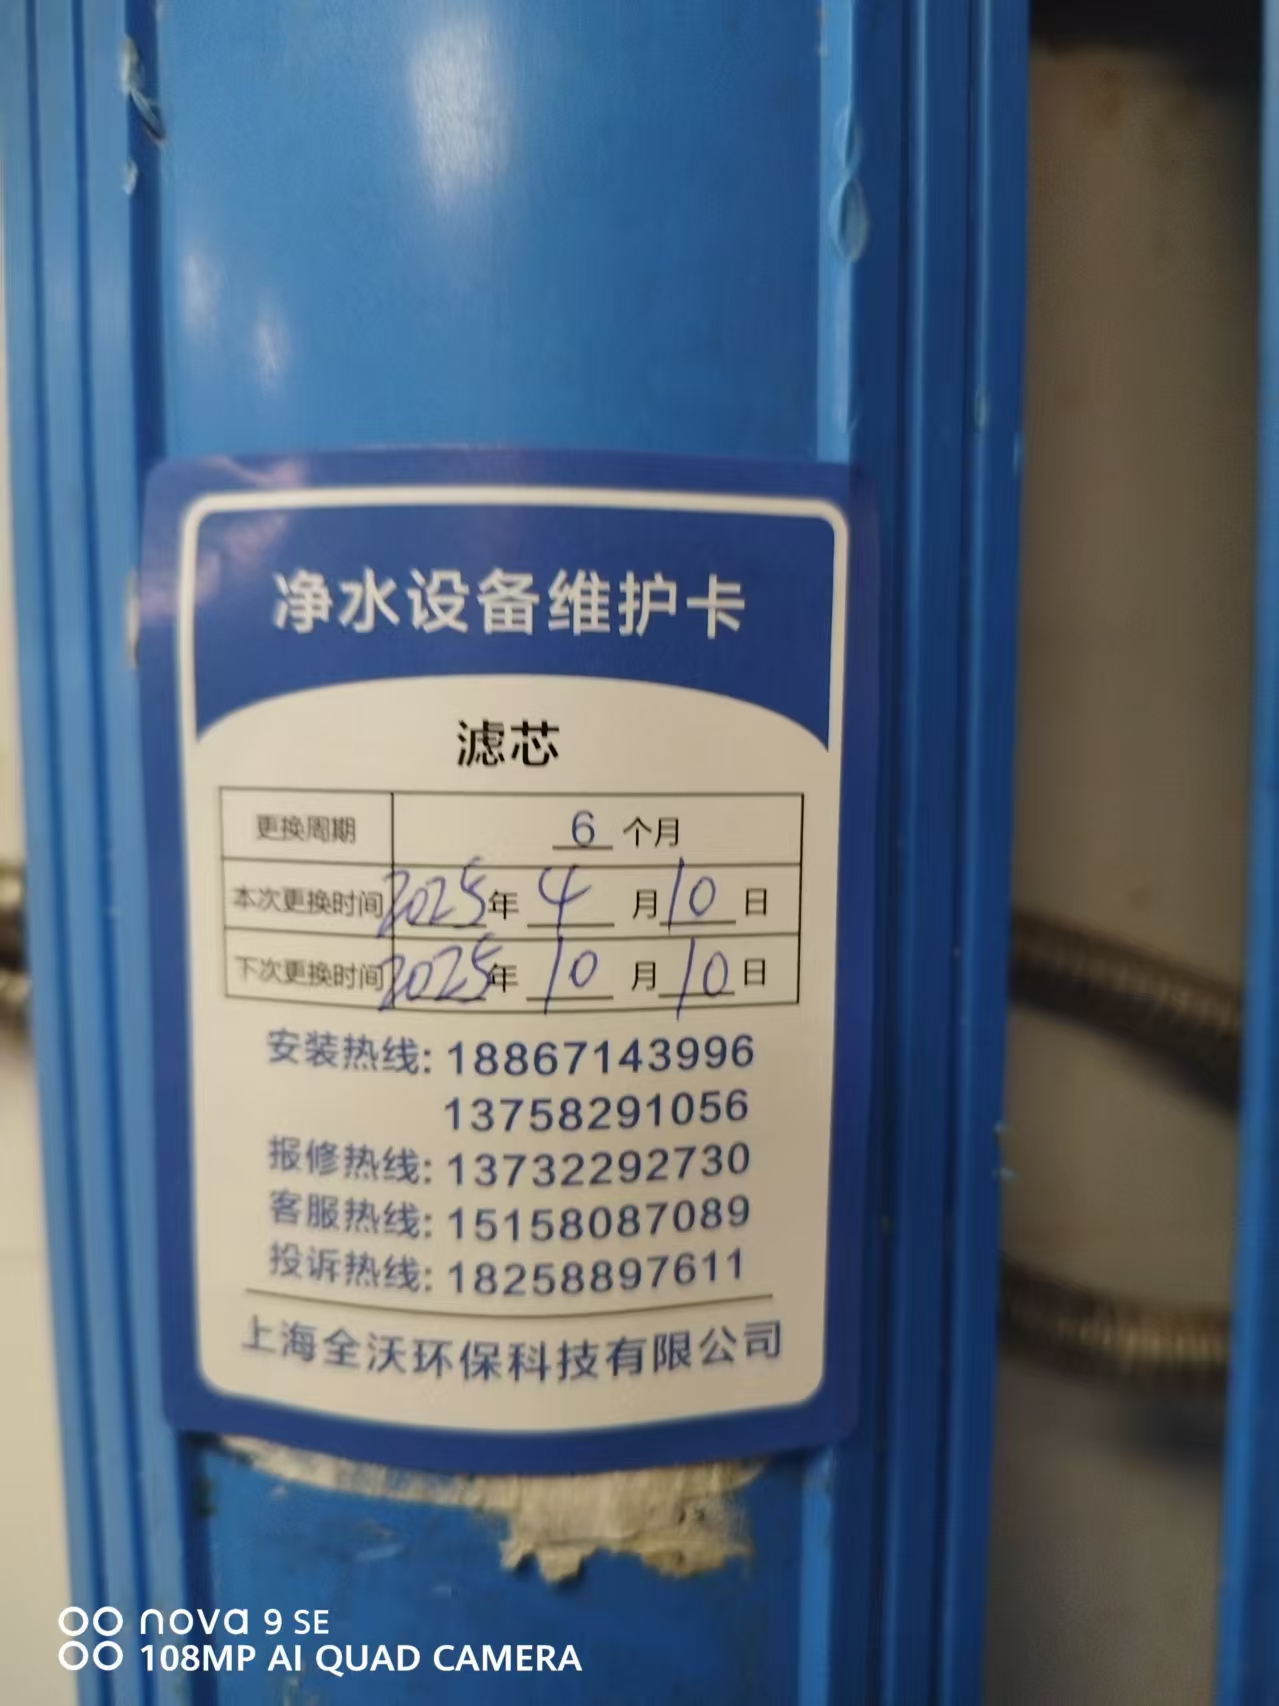 净水设备维护卡
滤芯
更换周期 6 个月
本次更换时间 2025 年 4 月 10 日
下次更换时间 2025 年 10 月 10 日
安装热线: 18867143996
13758291056
报修热线: 13732292730
客服热线: 15158087089
投诉热线: 18258897611
上海全沃环保科技有限公司
nova 9 SE
108MP AI QUAD CAMERA